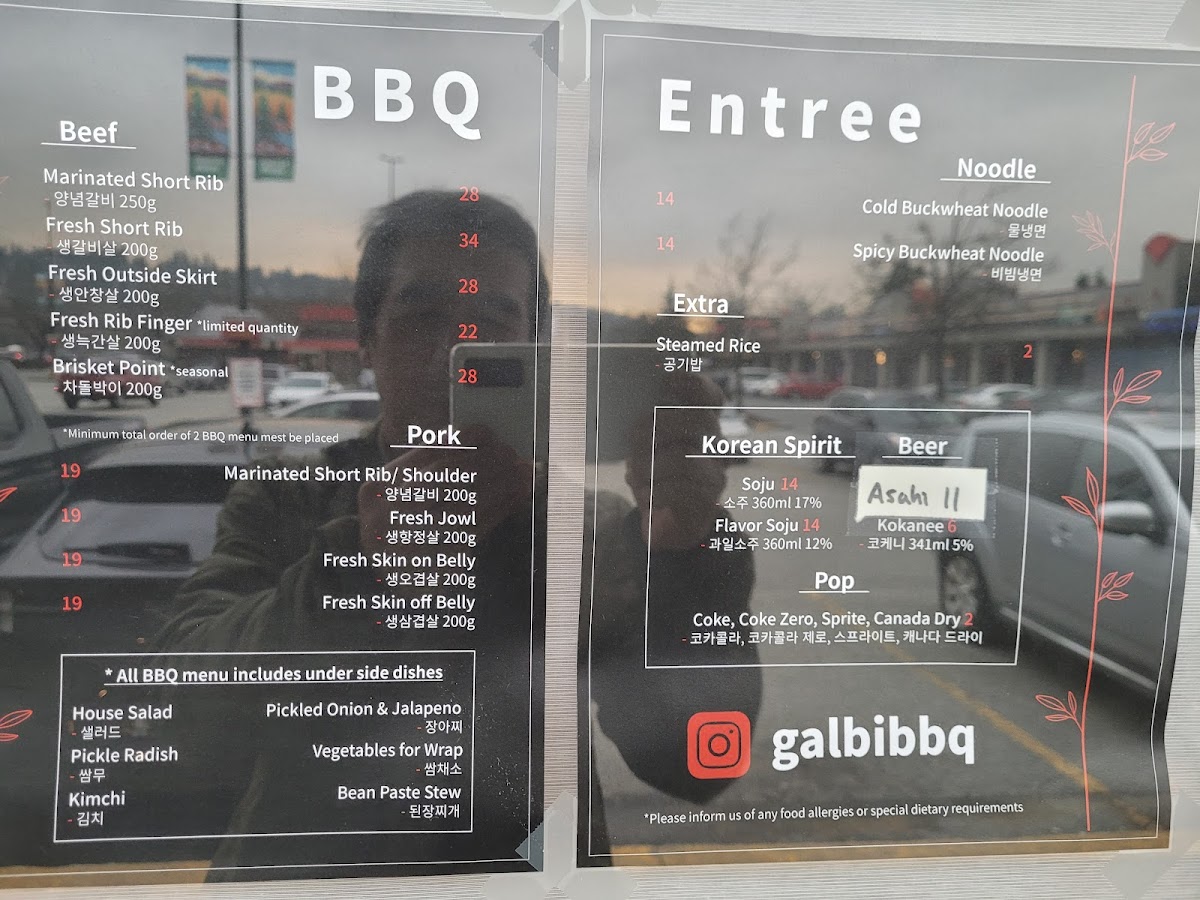 BBQ
Beef
Marinated Short Rib 28
- 양념갈비 250g
Fresh Short Rib 34
- 생갈비살 200g
Fresh Outside Skirt 28
- 생안창살 200g
Fresh Rib Finger *limited quantity 22
- 생늑간살 200g
Brisket Point *seasonal 28
- 차돌박이 200g
*Minimum total order of 2 BBQ menu mest be placed
Pork
19 Marinated Short Rib/ Shoulder
- 양념갈비 200g
19 Fresh Jowl
- 생항정살 200g
19 Fresh Skin on Belly
- 생오겹살 200g
19 Fresh Skin off Belly
- 생삼겹살 200g
* All BBQ menu includes under side dishes
House Salad
- 샐러드
Pickle Radish
- 쌈무
Kimchi
- 김치
Pickled Onion & Jalapeno
- 장아찌
Vegetables for Wrap
- 쌈채소
Bean Paste Stew
- 된장찌개
Entree
Noodle
14 Cold Buckwheat Noodle
- 물냉면
14 Spicy Buckwheat Noodle
- 비빔냉면
Extra
Steamed Rice 2
- 공기밥
Korean Spirit
Soju 14
- 소주 360ml 17%
Flavor Soju 14
- 과일소주 360ml 12%
Beer
Asahi 11
Kokanee 6
- 코케니 341ml 5%
Pop
Coke, Coke Zero, Sprite, Canada Dry 2
- 코카콜라, 코카콜라 제로, 스프라이트, 캐나다 드라이
galbibbq
*Please inform us of any food allergies or special dietary requirements